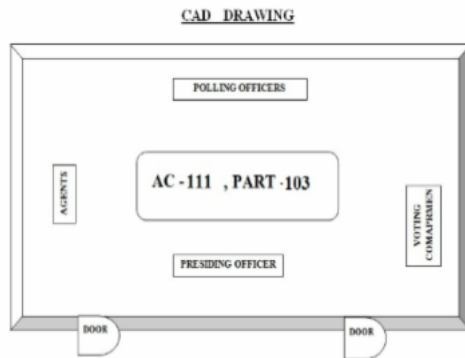 CAD DRAWING
POLLING OFFICERS
AC -111 , PART -103
AGENTS
VOTING
COMAPRMEN
PRESIDING OFFICER
DOOR
DOOR